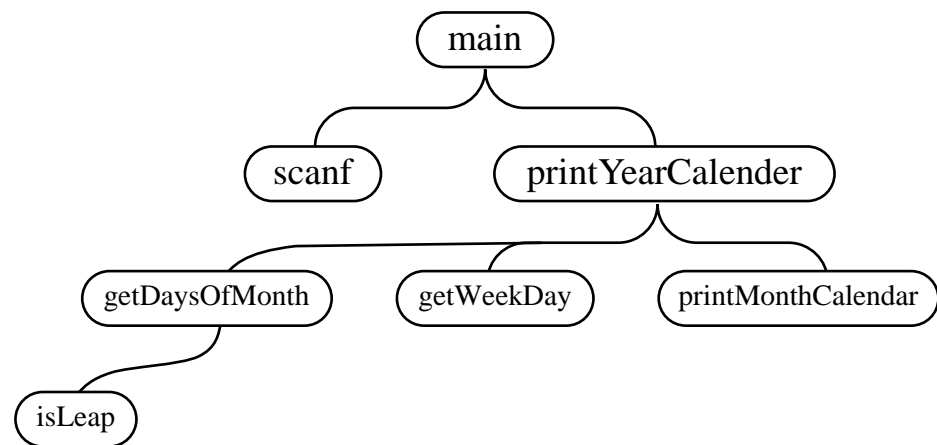 main
scanf
printYearCalender
getDaysOfMonth
getWeekDay
printMonthCalendar
isLeap